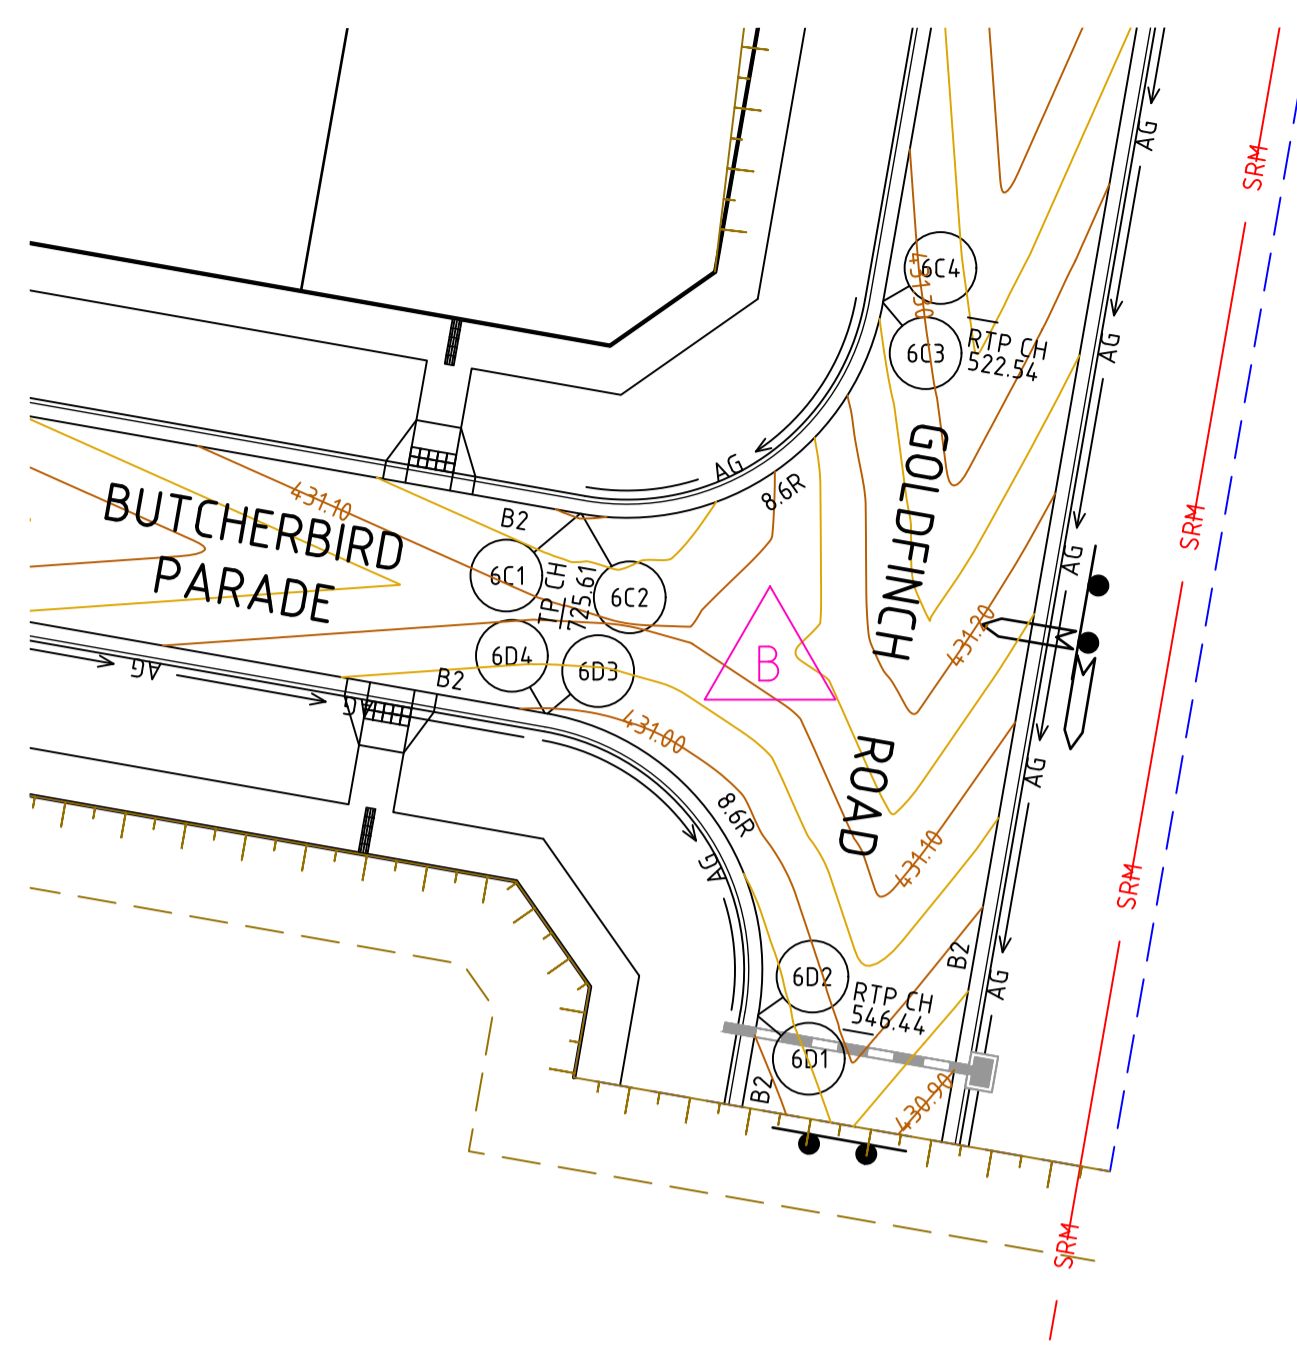 AG
SRM
6C4
431.30
6C3
RTP CH
522.54
AG
GOLDFINCH
ROAD
AG
8.6R
431.10
BUTCHERBIRD
PARADE
B2
6C1
TP CH
725.61
6C2
SRM
AG
431.20
B
6D4
6D3
B2
AG
AG
431.00
8.6R
AG
431.10
AG
SRM
B2
AG
6D2
RTP CH
546.44
6D1
B2
430.90
SRM